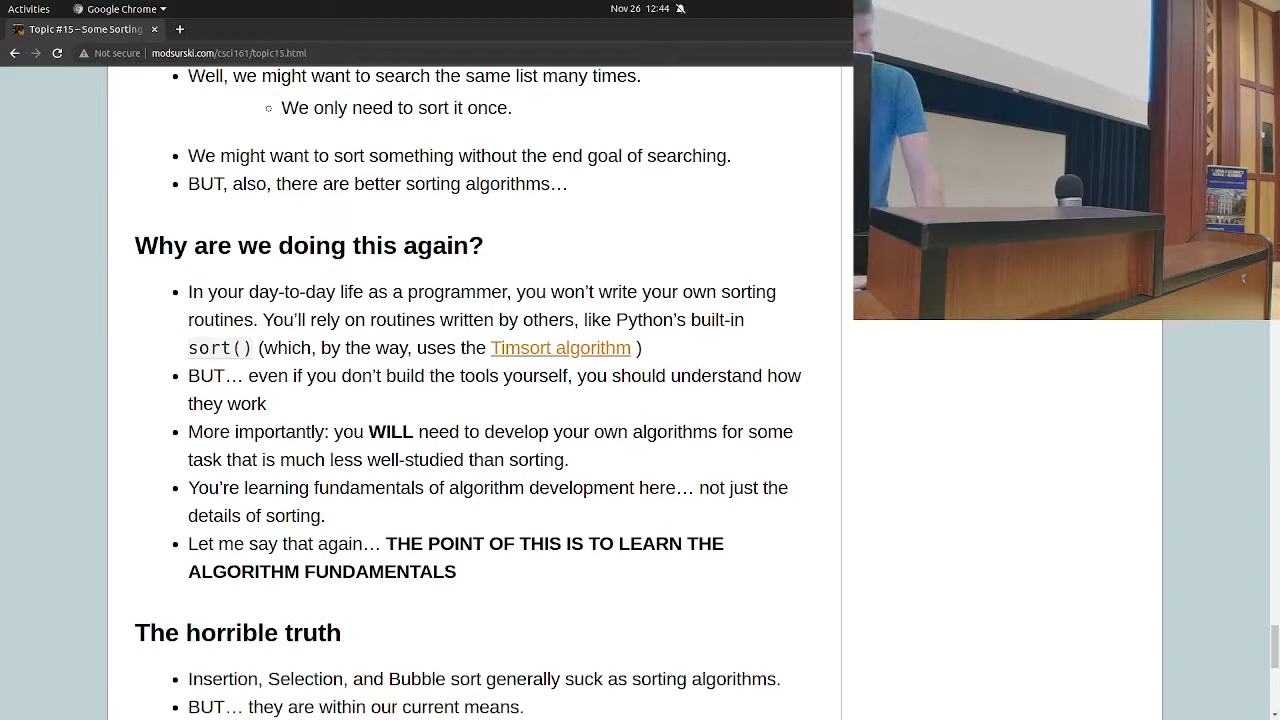 Activities
Google Chrome
Nov 26 12:44
Topic #15 – Some Sorting
Not secure
modsurski.com/csci161/topic15.html
• Well, we might want to search the same list many times.
◦ We only need to sort it once.
• We might want to sort something without the end goal of searching.
• BUT, also, there are better sorting algorithms…
Why are we doing this again?
• In your day-to-day life as a programmer, you won’t write your own sorting
routines. You’ll rely on routines written by others, like Python’s built-in
sort() (which, by the way, uses the Timsort algorithm )
• BUT… even if you don’t build the tools yourself, you should understand how
they work
• More importantly: you WILL need to develop your own algorithms for some
task that is much less well-studied than sorting.
• You’re learning fundamentals of algorithm development here… not just the
details of sorting.
• Let me say that again… THE POINT OF THIS IS TO LEARN THE
ALGORITHM FUNDAMENTALS
The horrible truth
• Insertion, Selection, and Bubble sort generally suck as sorting algorithms.
• BUT… they are within our current means.